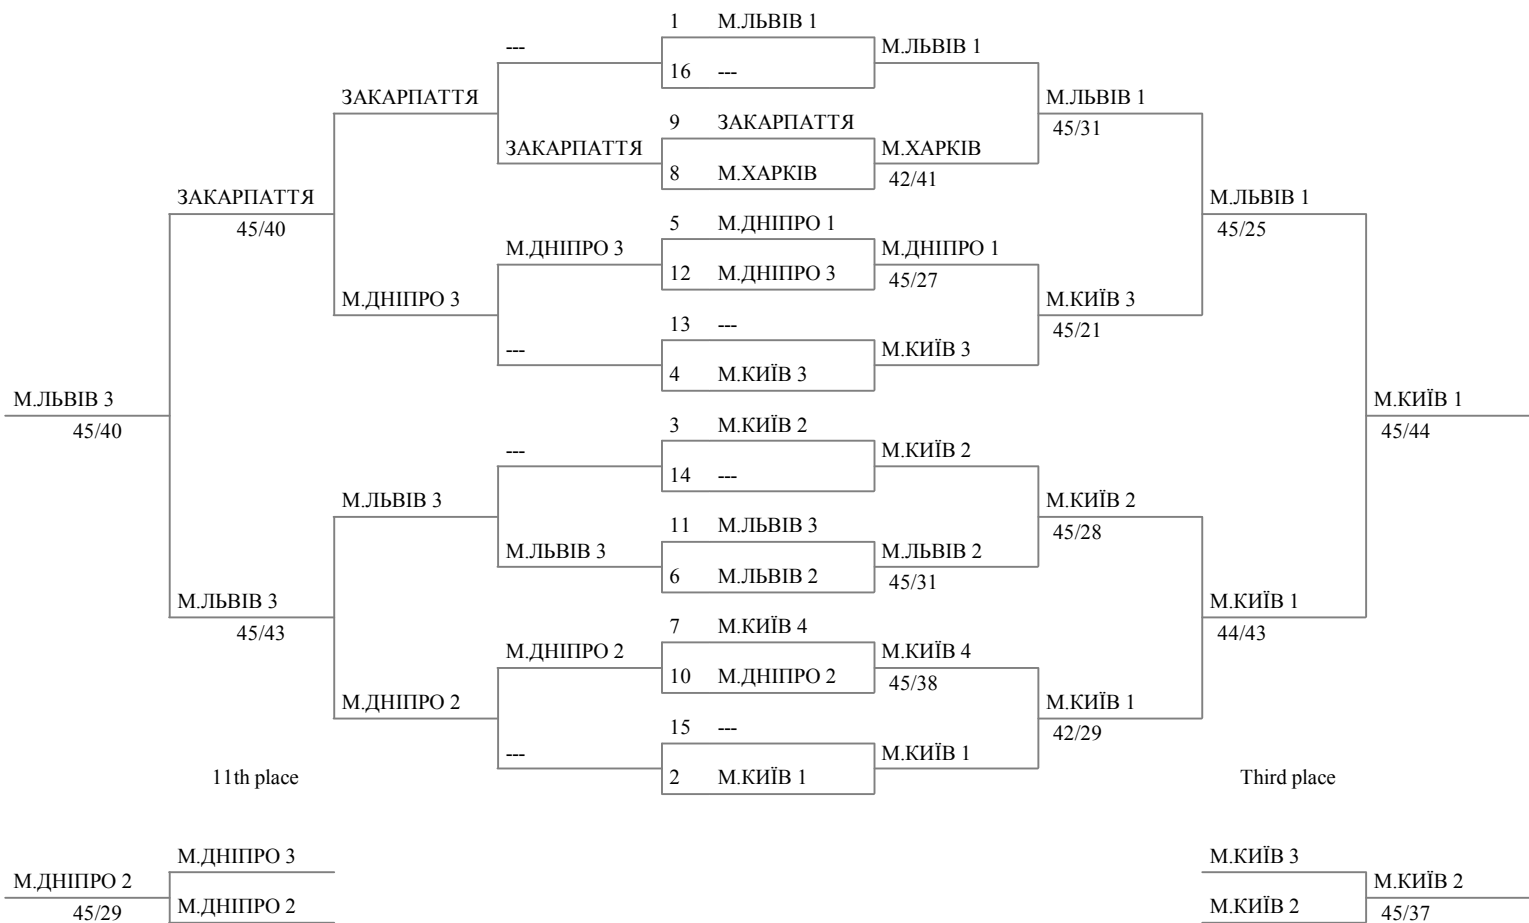 1 М.ЛЬВІВ 1
--- М.ЛЬВІВ 1
16 ---
ЗАКАРПАТТЯ М.ЛЬВІВ 1
9 ЗАКАРПАТТЯ 45/31
ЗАКАРПАТТЯ М.ХАРКІВ
8 М.ХАРКІВ 42/41
ЗАКАРПАТТЯ М.ЛЬВІВ 1
45/40 5 М.ДНІПРО 1 45/25
М.ДНІПРО 3 М.ДНІПРО 1
12 М.ДНІПРО 3 45/27
М.ДНІПРО 3 М.КИЇВ 3
13 --- 45/21
--- М.КИЇВ 3
4 М.КИЇВ 3
М.ЛЬВІВ 3 М.КИЇВ 1
45/40 3 М.КИЇВ 2 45/44
--- М.КИЇВ 2
14 ---
М.ЛЬВІВ 3 М.КИЇВ 2
11 М.ЛЬВІВ 3 45/28
М.ЛЬВІВ 3 М.ЛЬВІВ 2
6 М.ЛЬВІВ 2 45/31
М.ЛЬВІВ 3 М.КИЇВ 1
45/43 7 М.КИЇВ 4 44/43
М.ДНІПРО 2 М.КИЇВ 4
10 М.ДНІПРО 2 45/38
М.ДНІПРО 2 М.КИЇВ 1
15 --- 42/29
--- М.КИЇВ 1
11th place 2 М.КИЇВ 1 Third place
М.ДНІПРО 3 М.КИЇВ 3
М.ДНІПРО 2 М.КИЇВ 2
45/29 М.ДНІПРО 2 М.КИЇВ 2 45/37